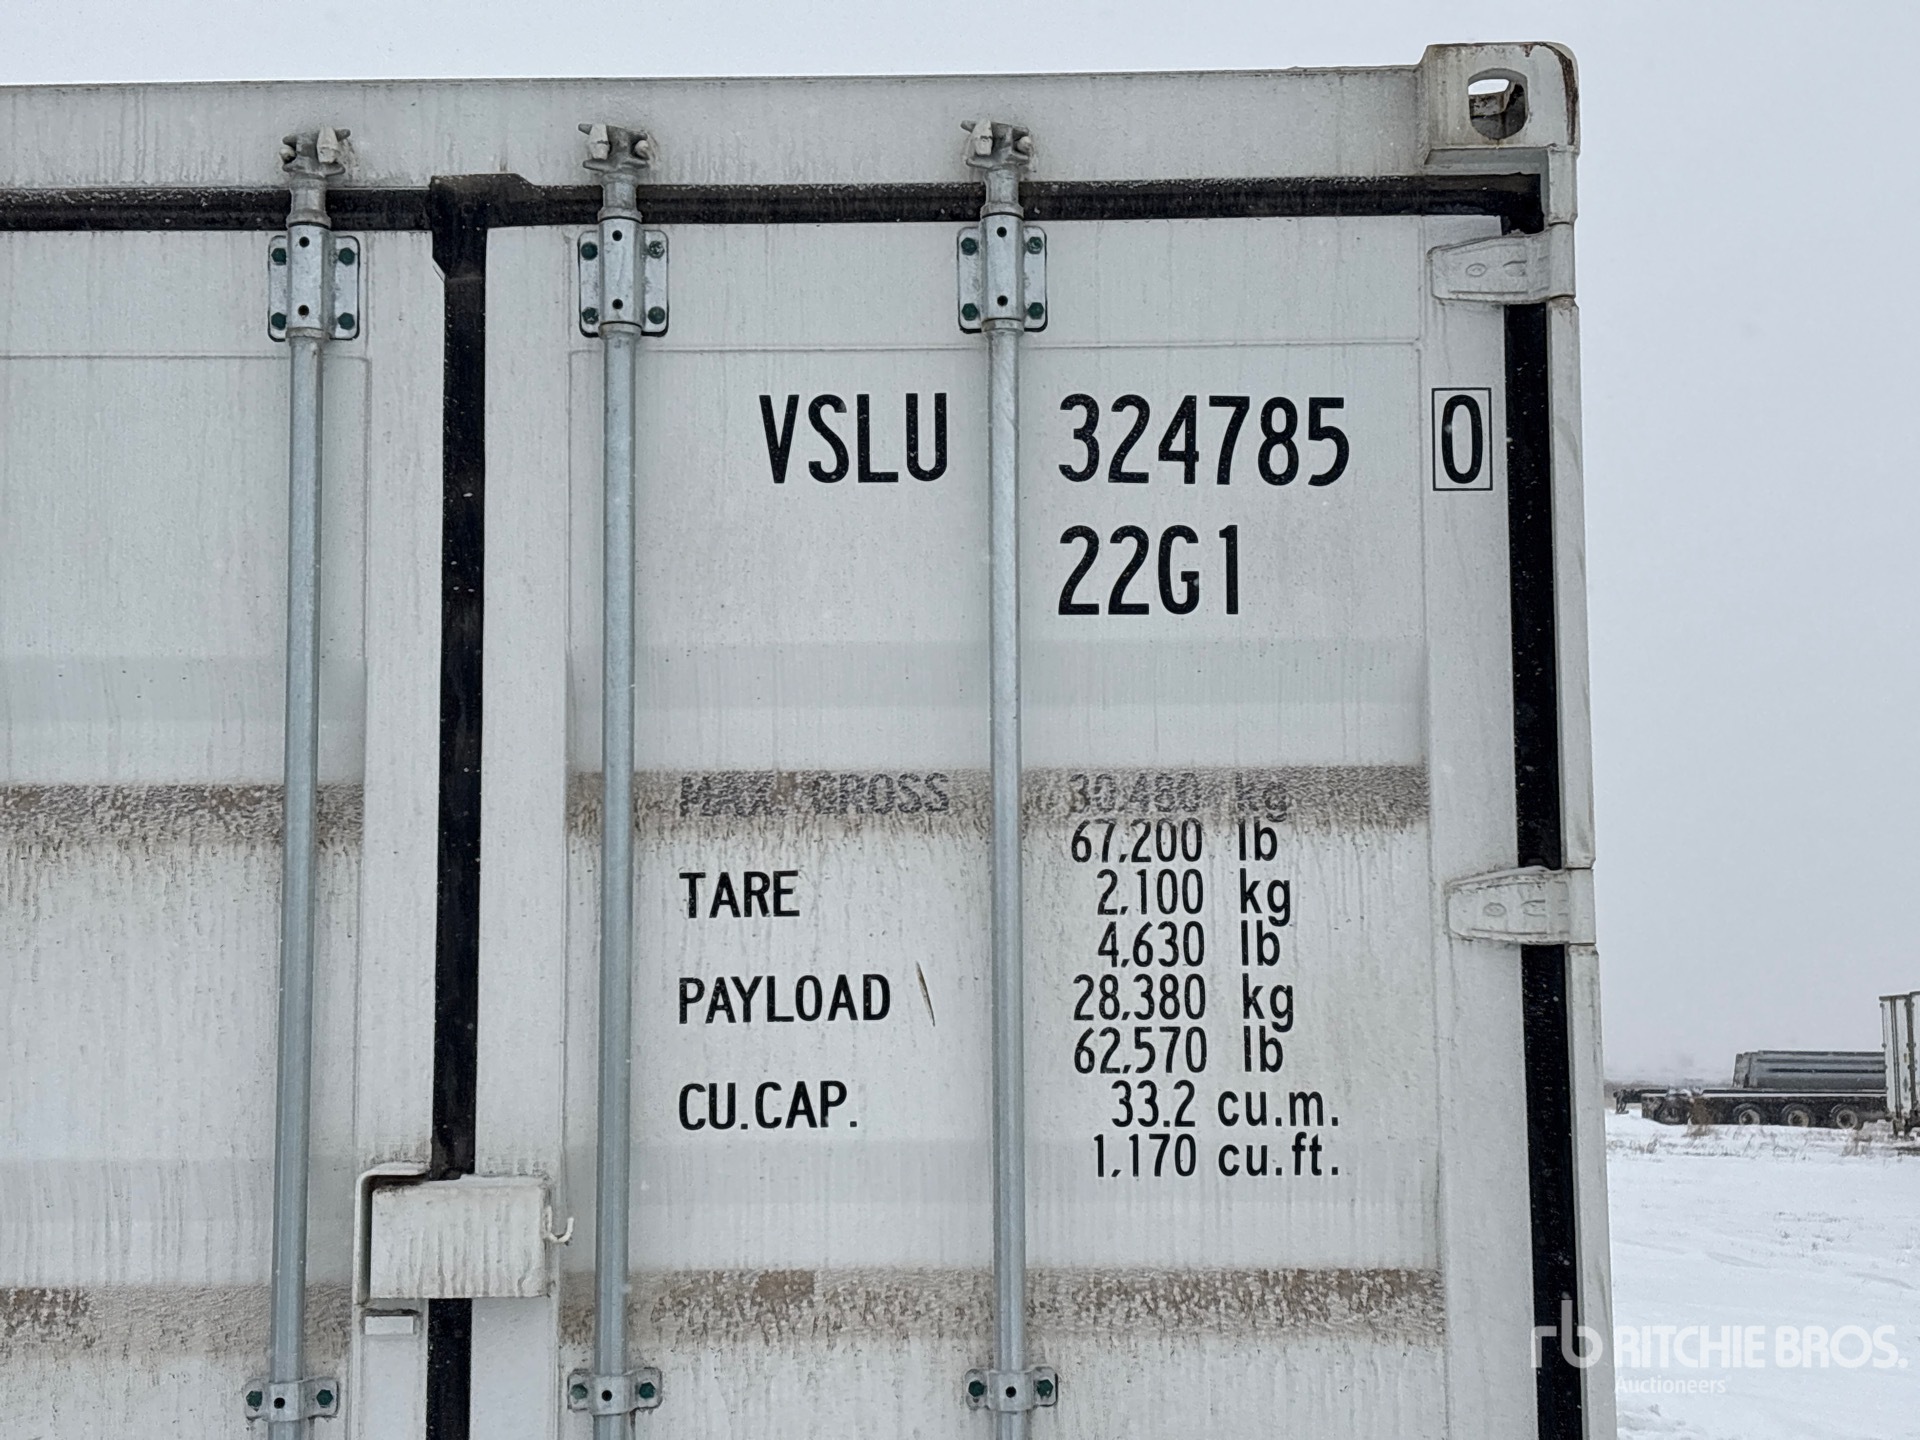 VSLU 324785 0
22G1
MAX. GROSS 30,480 kg
67,200 lb
TARE 2,100 kg
4,630 lb
PAYLOAD 28,380 kg
62,570 lb
CU.CAP. 33.2 cu.m.
1,170 cu.ft.
rb RITCHIE BROS.
Auctioneers